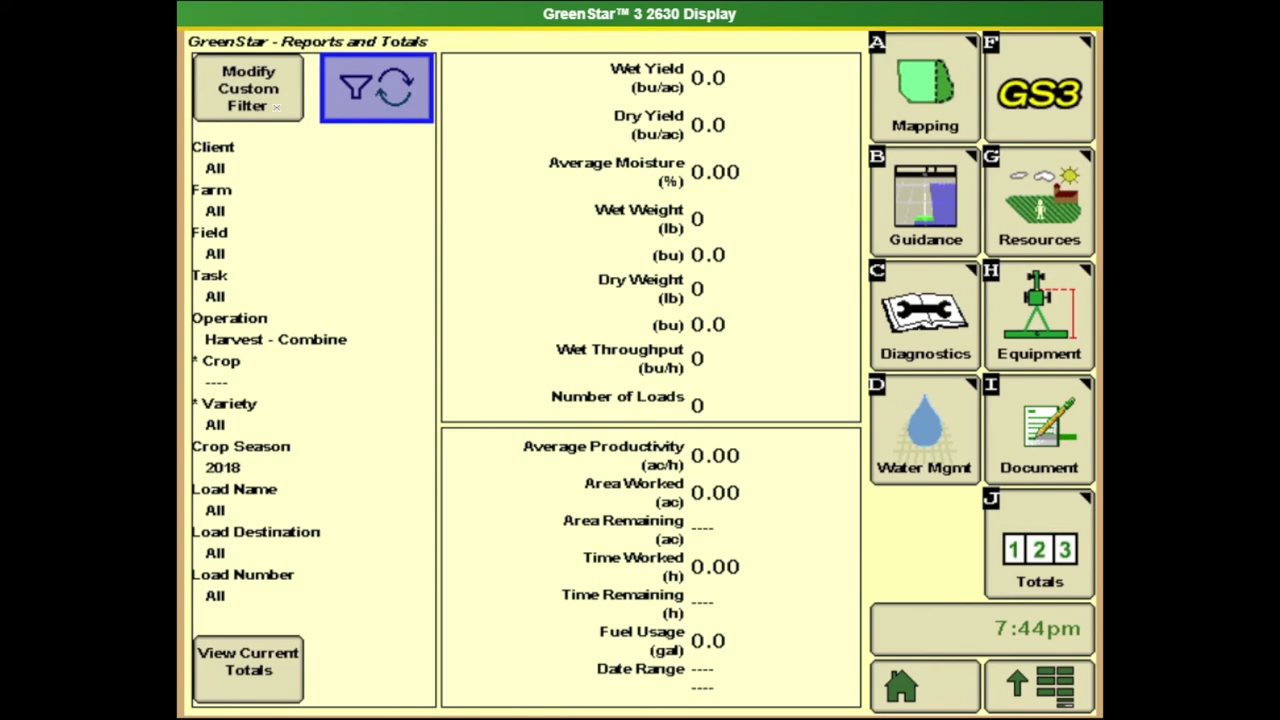 GreenStar™ 3 2630 Display
GreenStar - Reports and Totals
Modify
Custom
Filter
Client
All
Farm
All
Field
All
Task
All
Operation
Harvest - Combine
* Crop
----
* Variety
All
Crop Season
2018
Load Name
All
Load Destination
All
Load Number
All
View Current
Totals
Wet Yield
(bu/ac) 0.0
Dry Yield
(bu/ac) 0.0
Average Moisture
(%) 0.00
Wet Weight
(lb) 0
(bu) 0.0
Dry Weight
(lb) 0
(bu) 0.0
Wet Throughput
(bu/h) 0
Number of Loads 0
Average Productivity
(ac/h) 0.00
Area Worked
(ac) 0.00
Area Remaining
(ac) ----
Time Worked
(h) 0.00
Time Remaining
(h) ----
Fuel Usage
(gal) 0.0
Date Range ----
----
A
Mapping
F
GS3
B
Guidance
G
Resources
C
Diagnostics
H
Equipment
D
Water Mgmt
I
Document
J
1 2 3
Totals
7:44pm